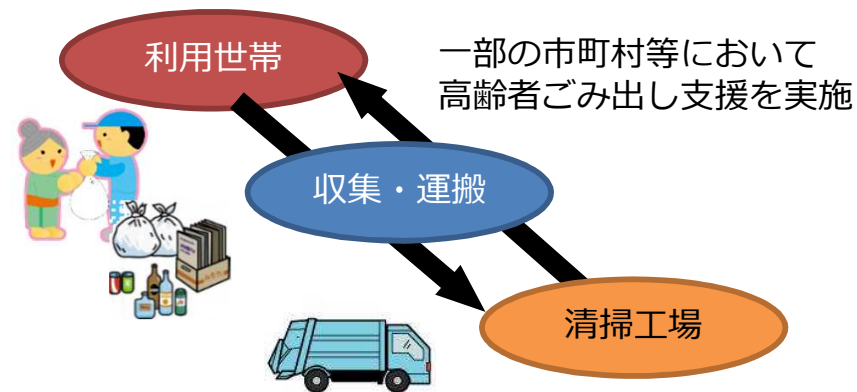 利用世帯
一部の市町村等において
高齢者ごみ出し支援を実施
収集・運搬
清掃工場